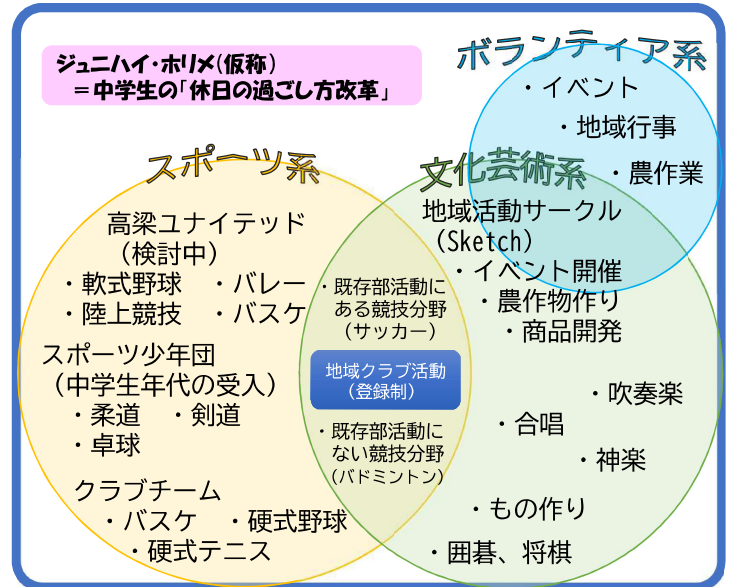 ジュニハイ・ホリメ(仮称)
＝中学生の「休日の過ごし方改革」
ボランティア系
・イベント
・地域行事
・農作業
スポーツ系
高梁ユナイテッド
（検討中）
・軟式野球　・バレー
・陸上競技　・バスケ
スポーツ少年団
（中学生年代の受入）
・柔道　・剣道
・卓球
クラブチーム
・バスケ　・硬式野球
・硬式テニス
・既存部活動に
ある競技分野
（サッカー）
地域クラブ活動
（登録制）
・既存部活動に
ない競技分野
（バドミントン）
文化芸術系
地域活動サークル
（Sketch）
・イベント開催
・農作物作り
・商品開発
・吹奏楽
・合唱
・神楽
・もの作り
・囲碁、将棋